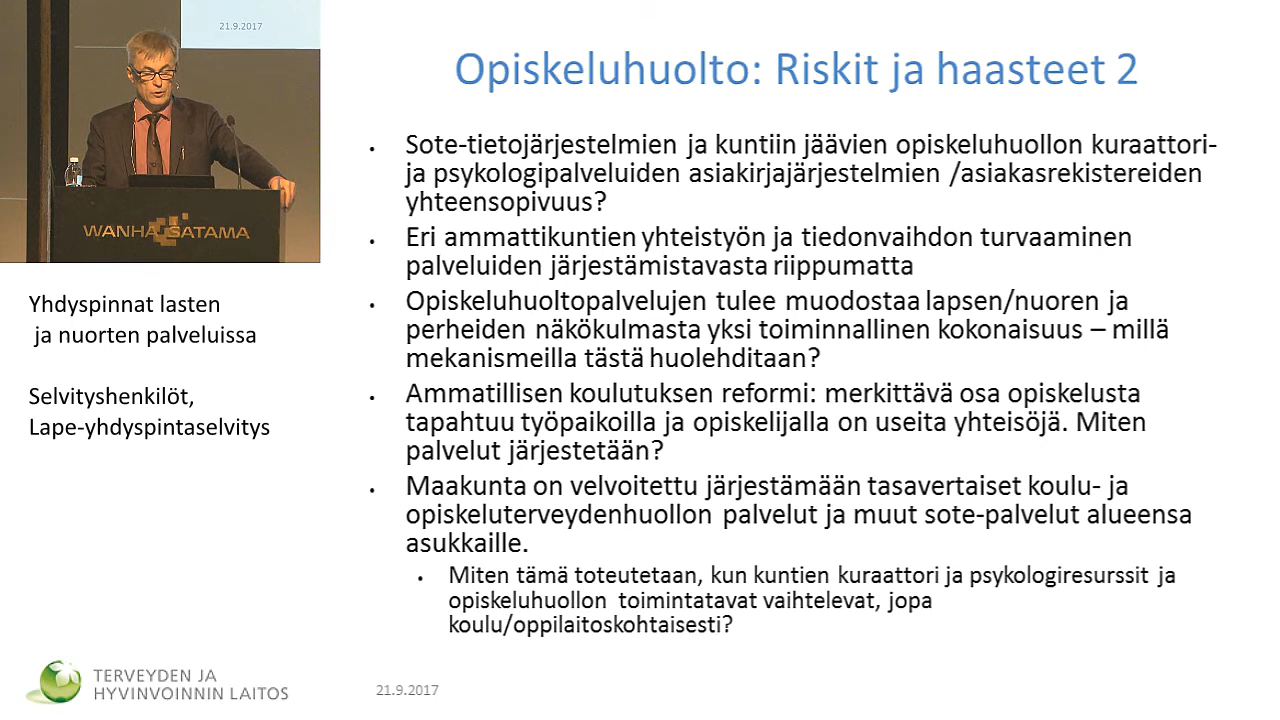 21.9.2017
WANHA SATAMA
Yhdyspinnat lasten
ja nuorten palveluissa
Selvityshenkilöt,
Lape-yhdyspintaselvitys
Opiskeluhuolto: Riskit ja haasteet 2
• Sote-tietojärjestelmien ja kuntiin jäävien opiskeluhuollon kuraattori-
ja psykologipalveluiden asiakirjajärjestelmien /asiakasrekistereiden
yhteensopivuus?
• Eri ammattikuntien yhteistyön ja tiedonvaihdon turvaaminen
palveluiden järjestämistavasta riippumatta
• Opiskeluhuoltopalvelujen tulee muodostaa lapsen/nuoren ja
perheiden näkökulmasta yksi toiminnallinen kokonaisuus – millä
mekanismeilla tästä huolehditaan?
• Ammatillisen koulutuksen reformi: merkittävä osa opiskelusta
tapahtuu työpaikoilla ja opiskelijalla on useita yhteisöjä. Miten
palvelut järjestetään?
• Maakunta on velvoitettu järjestämään tasavertaiset koulu- ja
opiskeluterveydenhuollon palvelut ja muut sote-palvelut alueensa
asukkaille.
• Miten tämä toteutetaan, kun kuntien kuraattori ja psykologiresurssit ja
opiskeluhuollon toimintatavat vaihtelevat, jopa
koulu/oppilaitoskohtaisesti?
TERVEYDEN JA
HYVINVOINNIN LAITOS
21.9.2017